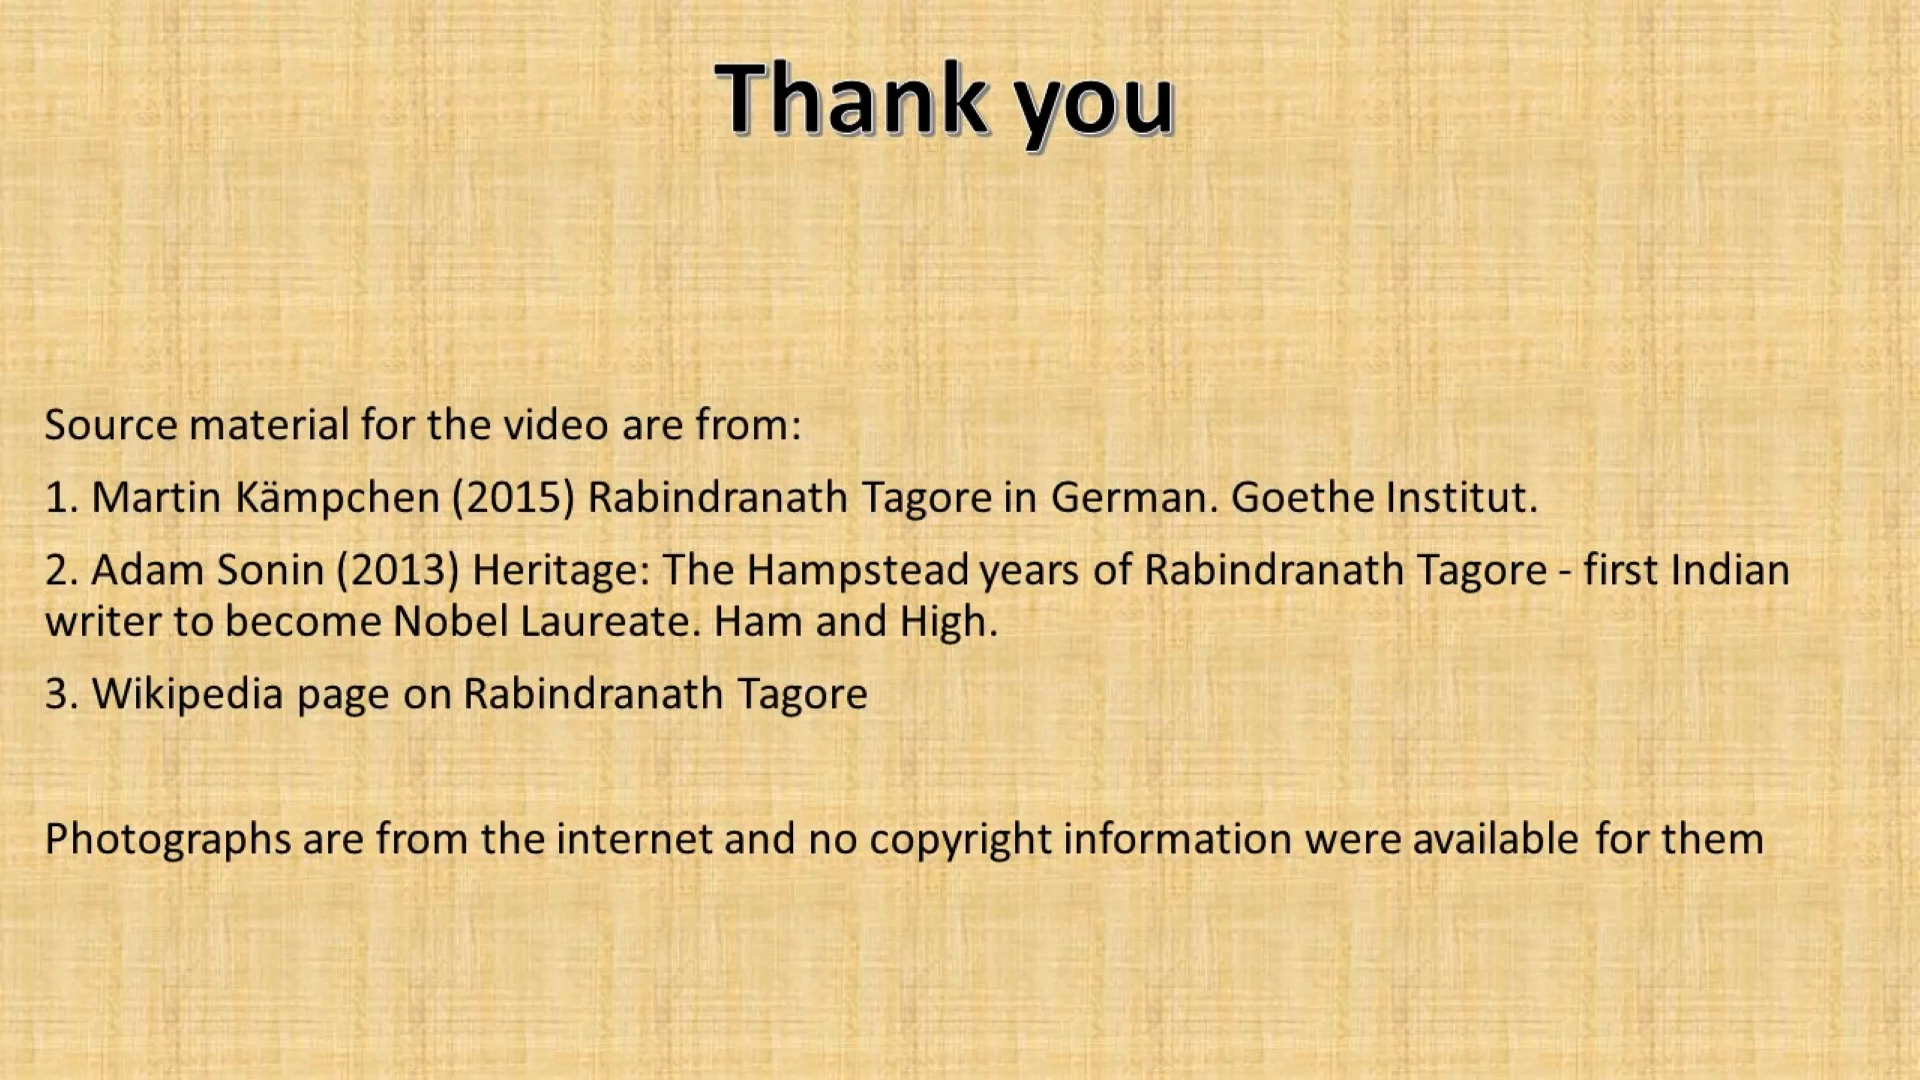 Thank you
Source material for the video are from:
1. Martin Kämpchen (2015) Rabindranath Tagore in German. Goethe Institut.
2. Adam Sonin (2013) Heritage: The Hampstead years of Rabindranath Tagore - first Indian
writer to become Nobel Laureate. Ham and High.
3. Wikipedia page on Rabindranath Tagore
Photographs are from the internet and no copyright information were available for them